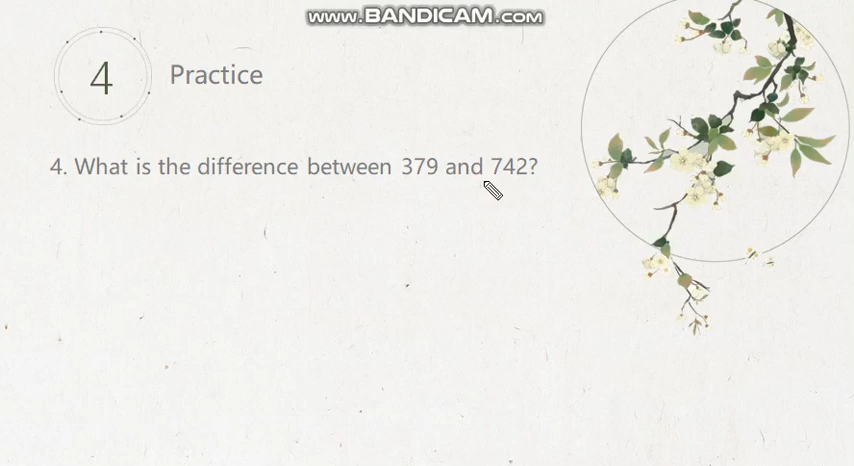 www.BANDICAM.com
4
Practice
4. What is the difference between 379 and 742?